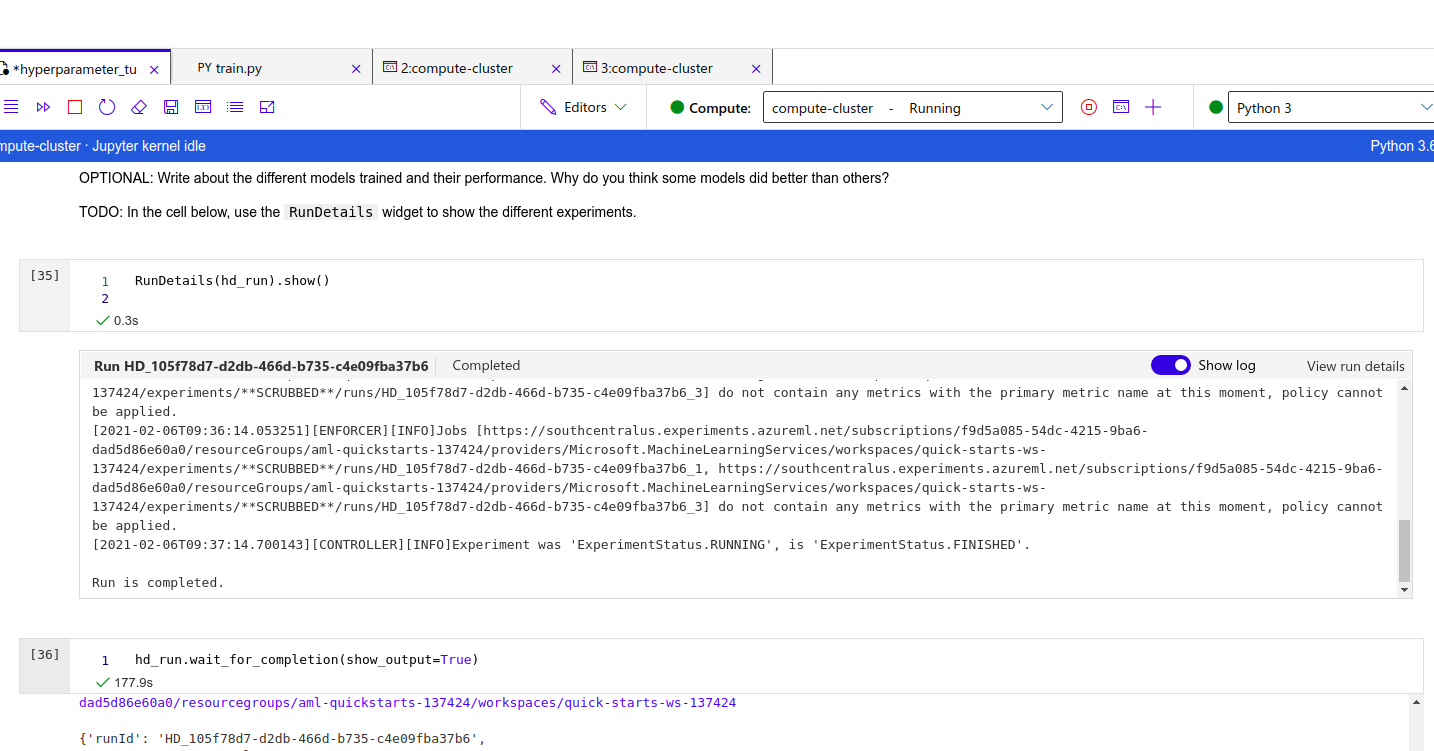 *hyperparameter_tu
PY train.py
2:compute-cluster
3:compute-cluster
Editors
Compute:
compute-cluster - Running
Python 3
mpute-cluster · Jupyter kernel idle
Python 3.6
OPTIONAL: Write about the different models trained and their performance. Why do you think some models did better than others?
TODO: In the cell below, use the RunDetails widget to show the different experiments.
[35]
1 RunDetails(hd_run).show()
2
0.3s
Run HD_105f78d7-d2db-466d-b735-c4e09fba37b6 Completed
Show log
View run details
137424/experiments/**SCRUBBED**/runs/HD_105f78d7-d2db-466d-b735-c4e09fba37b6_3] do not contain any metrics with the primary metric name at this moment, policy cannot
be applied.
[2021-02-06T09:36:14.053251][ENFORCER][INFO]Jobs [https://southcentralus.experiments.azureml.net/subscriptions/f9d5a085-54dc-4215-9ba6-
dad5d86e60a0/resourceGroups/aml-quickstarts-137424/providers/Microsoft.MachineLearningServices/workspaces/quick-starts-ws-
137424/experiments/**SCRUBBED**/runs/HD_105f78d7-d2db-466d-b735-c4e09fba37b6_1, https://southcentralus.experiments.azureml.net/subscriptions/f9d5a085-54dc-4215-9ba6-
dad5d86e60a0/resourceGroups/aml-quickstarts-137424/providers/Microsoft.MachineLearningServices/workspaces/quick-starts-ws-
137424/experiments/**SCRUBBED**/runs/HD_105f78d7-d2db-466d-b735-c4e09fba37b6_3] do not contain any metrics with the primary metric name at this moment, policy cannot
be applied.
[2021-02-06T09:37:14.700143][CONTROLLER][INFO]Experiment was 'ExperimentStatus.RUNNING', is 'ExperimentStatus.FINISHED'.
Run is completed.
[36]
1 hd_run.wait_for_completion(show_output=True)
177.9s
dad5d86e60a0/resourcegroups/aml-quickstarts-137424/workspaces/quick-starts-ws-137424
{'runId': 'HD_105f78d7-d2db-466d-b735-c4e09fba37b6',